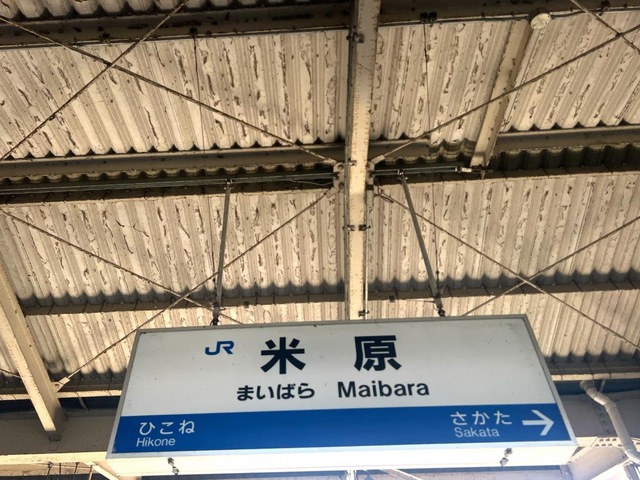 JR 米原
まいばら Maibara
ひこね さかた →
Hikone Sakata